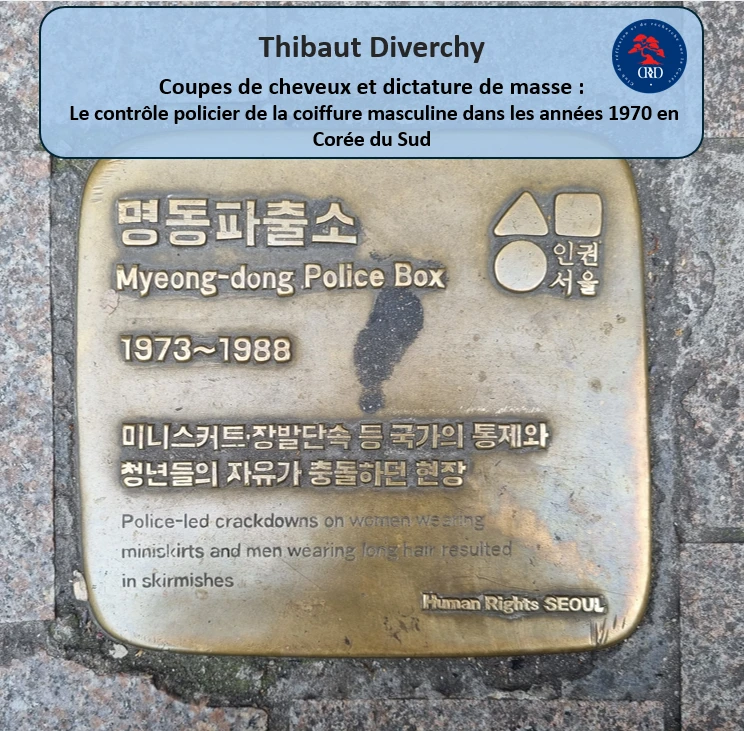 Thibaut Diverchy
Coupes de cheveux et dictature de masse :
Le contrôle policier de la coiffure masculine dans les années 1970 en
Corée du Sud
CRD
명동파출소
Myeong-dong Police Box
인권
서울
1973~1988
미니스커트·장발단속 등 국가의 통제와
청년들의 자유가 충돌하던 현장
Police-led crackdowns on women wearing
miniskirts and men wearing long hair resulted
in skirmishes
Human Rights SEOUL